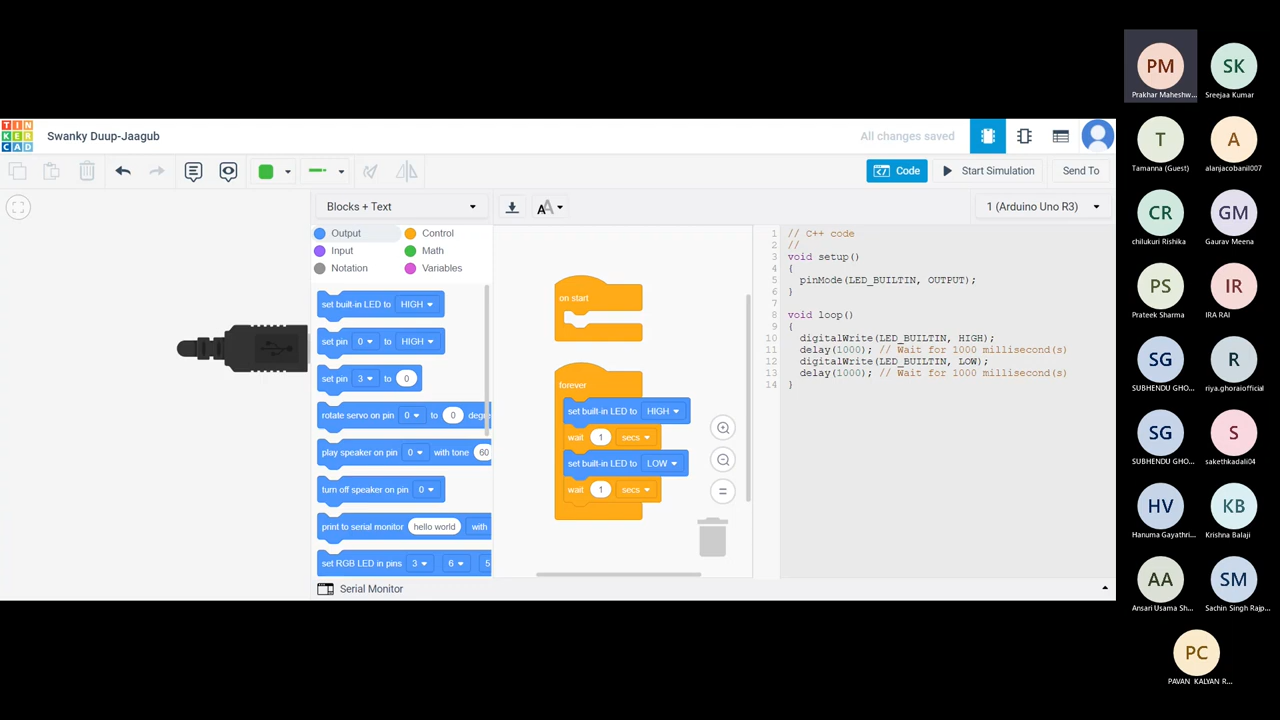 TIN
KER
CAD
Swanky Duup-Jaagub
All changes saved
Code
Start Simulation
Send To
Blocks + Text
AA
1 (Arduino Uno R3)
Output
Control
Input
Math
Notation
Variables
set built-in LED to HIGH
set pin 0 to HIGH
set pin 3 to 0
rotate servo on pin 0 to 0 degre
play speaker on pin 0 with tone 60
turn off speaker on pin 0
print to serial monitor hello world with
set RGB LED in pins 3 6 5
on start
forever
set built-in LED to HIGH
wait 1 secs
set built-in LED to LOW
wait 1 secs
1 // C++ code
2 //
3 void setup()
4 {
5 pinMode(LED_BUILTIN, OUTPUT);
6 }
7
8 void loop()
9 {
10 digitalWrite(LED_BUILTIN, HIGH);
11 delay(1000); // Wait for 1000 millisecond(s)
12 digitalWrite(LED_BUILTIN, LOW);
13 delay(1000); // Wait for 1000 millisecond(s)
14 }
Serial Monitor
PM
Prakhar Maheshw...
SK
Sreejaa Kumar
T
Tamanna (Guest)
A
alanjacobanil007
CR
chilukuri Rishika
GM
Gaurav Meena
PS
Prateek Sharma
IR
IRA RAI
SG
SUBHENDU GHO...
R
riya.ghoraiofficial
SG
SUBHENDU GHO...
S
sakethkadali04
HV
Hanuma Gayathri...
KB
Krishna Balaji
AA
Ansari Usama Sh...
SM
Sachin Singh Rajp...
PC
PAVAN KALYAN R...